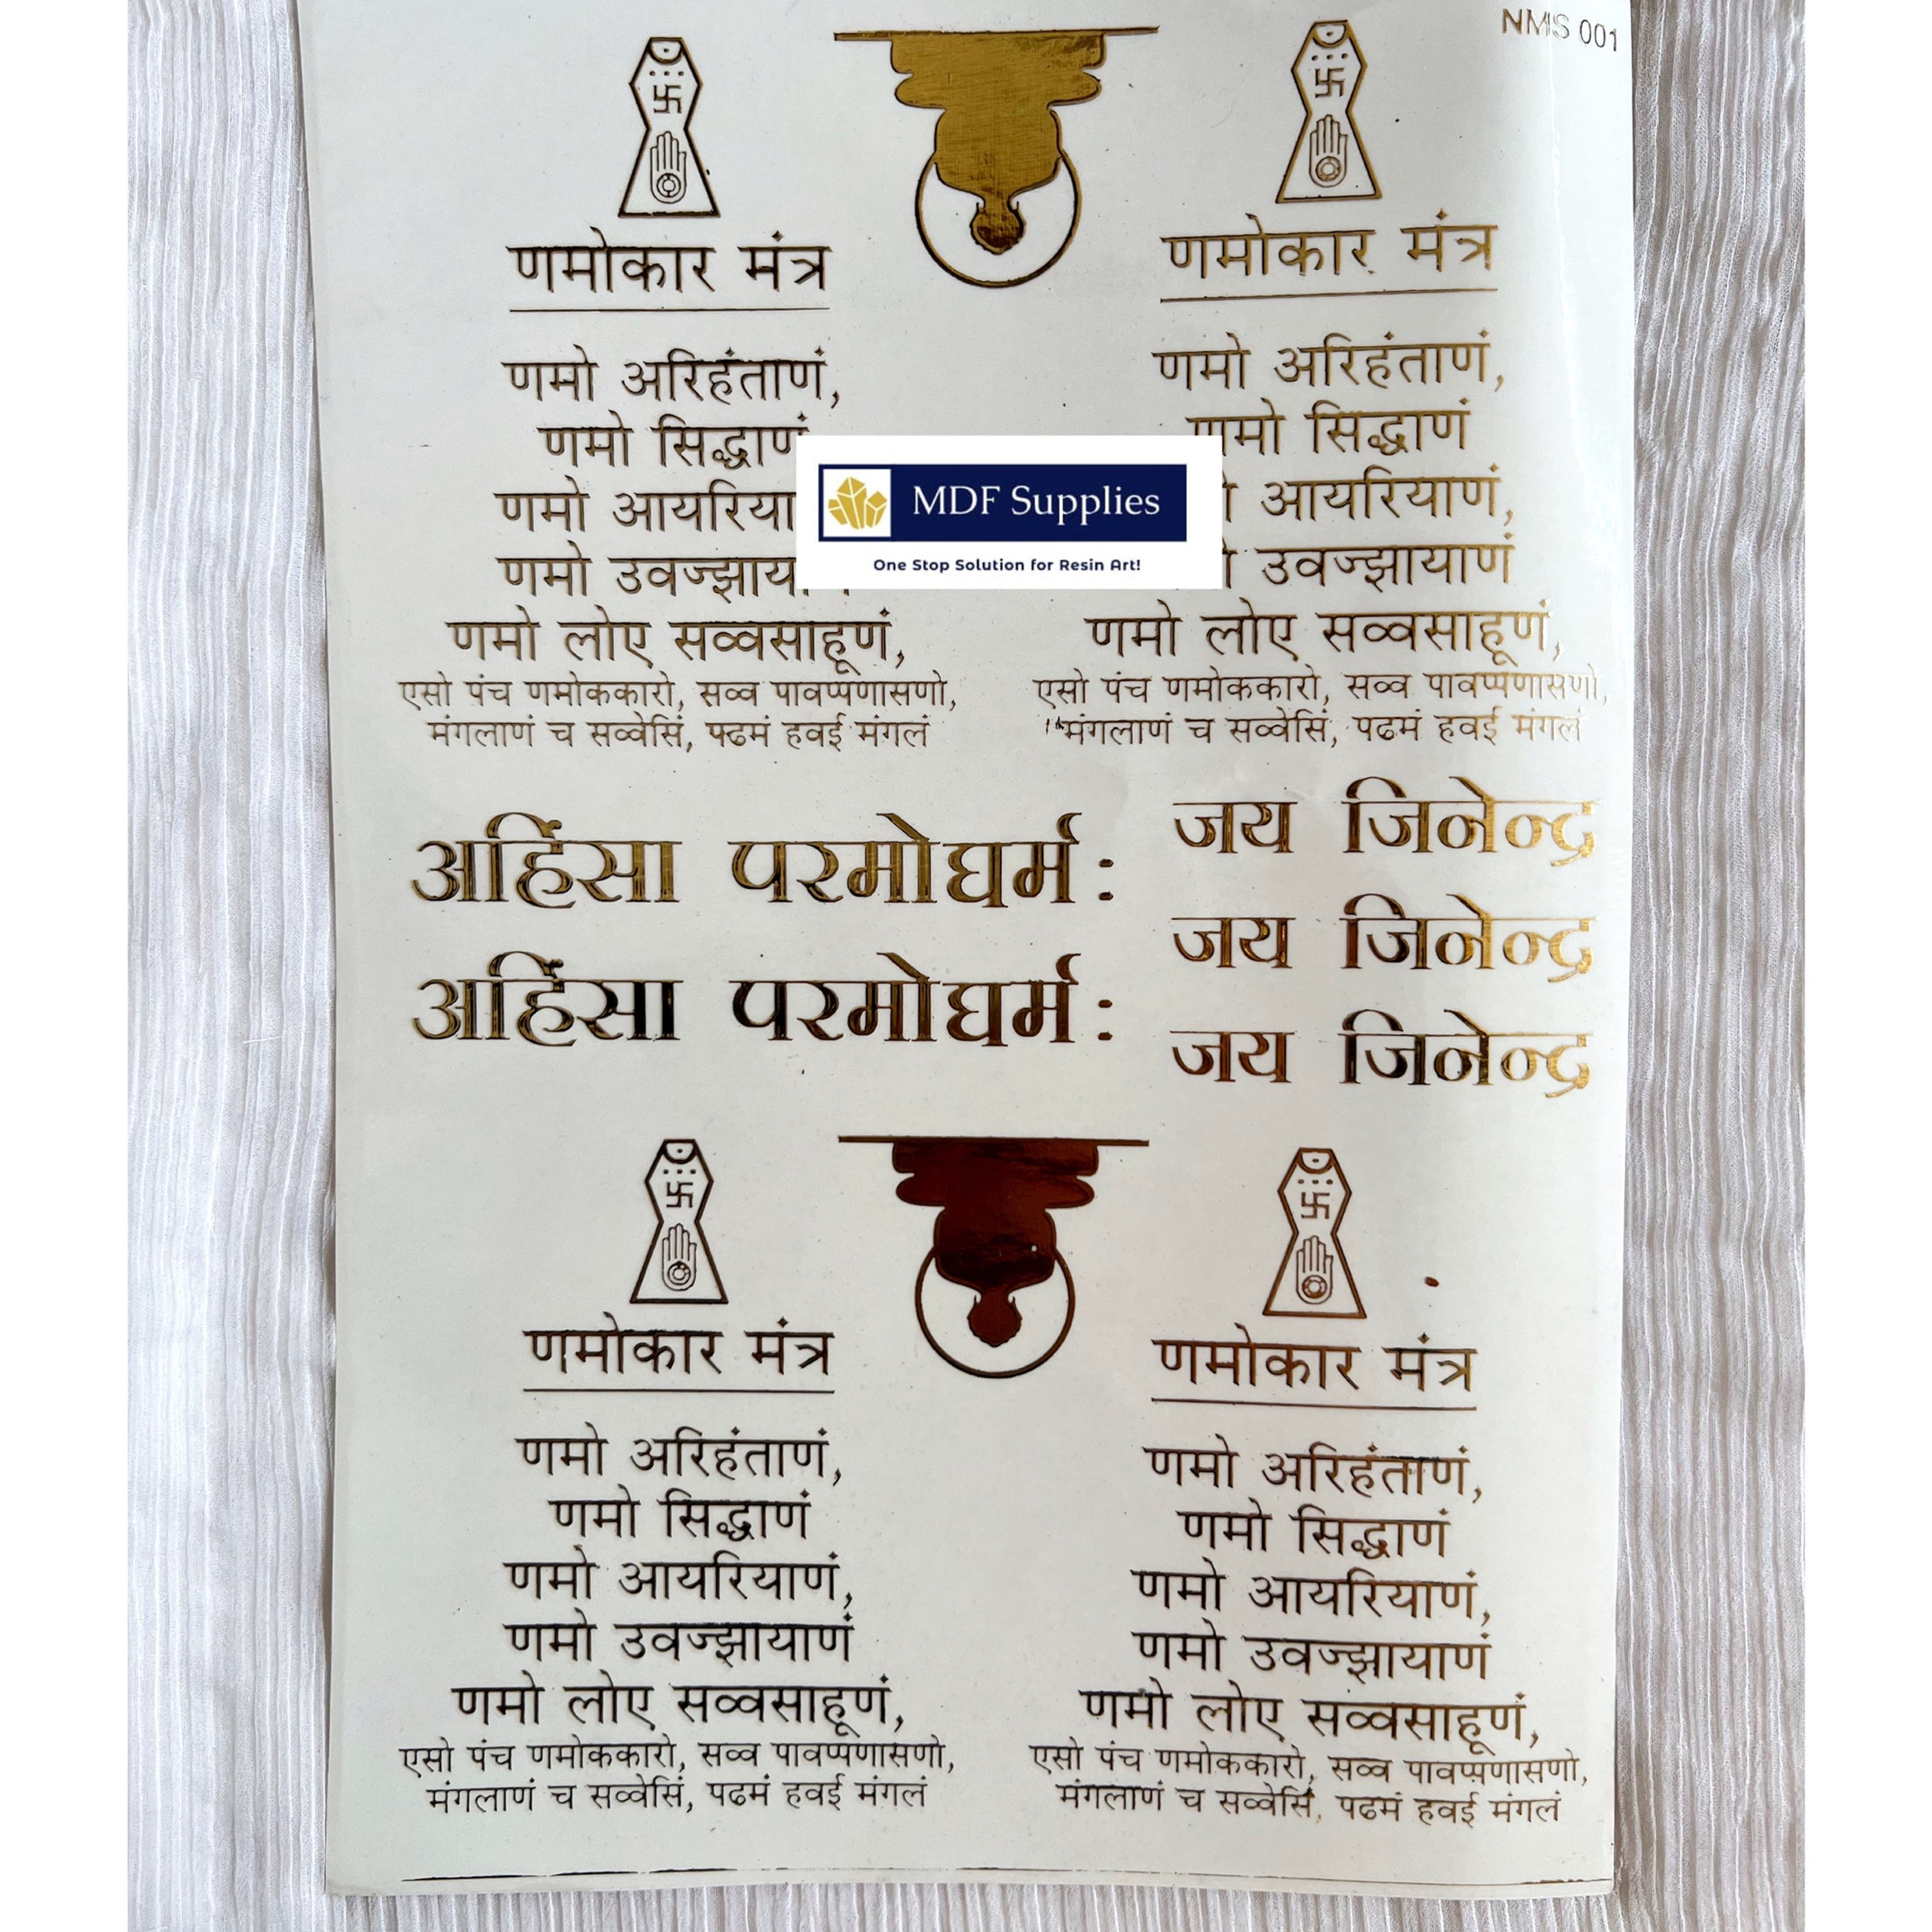 NMS 001
णमोकार मंत्र
णमो अरिहंताणं,
णमो सिद्धाणं
णमो आयरिया
णमो उवज्झाय
णमो लोए सव्वसाहूणं,
एसो पंच णमोककारो, सव्व पावप्पणासणो,
मंगलाणं च सव्वेसिं, पढमं हवई मंगलं
णमोकार मंत्र
णमो अरिहंताणं,
णमो सिद्धाणं
आयरियाणं,
उवज्झायाणं
णमो लोए सव्वसाहूणं,
एसो पंच णमोककारो, सव्व पावप्पणासणो,
मंगलाणं च सव्वेसिं, पढमं हवई मंगलं
MDF Supplies
One Stop Solution for Resin Art!
अहिंसा परमोघर्म :
अहिंसा परमोघर्म :
जय जिनेन्द्र
जय जिनेन्द्र
जय जिनेन्द्र
णमोकार मंत्र
णमो अरिहंताणं,
णमो सिद्धाणं
णमो आयरियाणं,
णमो उवज्झायाणं
णमो लोए सव्वसाहूणं,
एसो पंच णमोककारो, सव्व पावप्पणासणो,
मंगलाणं च सव्वेसिं, पढमं हवई मंगलं
णमोकार मंत्र
णमो अरिहंताणं,
णमो सिद्धाणं
णमो आयरियाणं,
णमो उवज्झायाणं
णमो लोए सव्वसाहूणं,
एसो पंच णमोककारो, सव्व पावप्पणासणो,
मंगलाणं च सव्वेसिं, पढमं हवई मंगलं